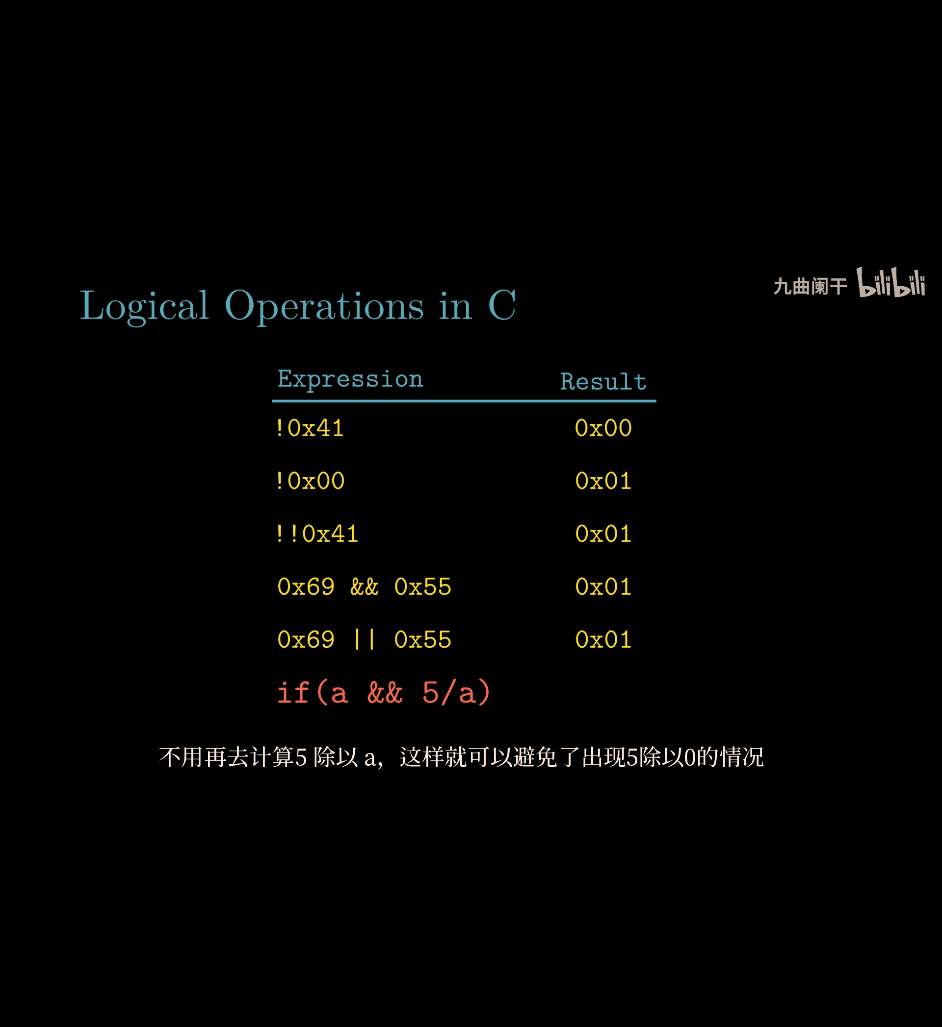 九曲阑干 bilibili
Logical Operations in C
Expression Result
!0x41 0x00
!0x00 0x01
!!0x41 0x01
0x69 && 0x55 0x01
0x69 || 0x55 0x01
if(a && 5/a)
不用再去计算5 除以 a，这样就可以避免了出现5除以0的情况